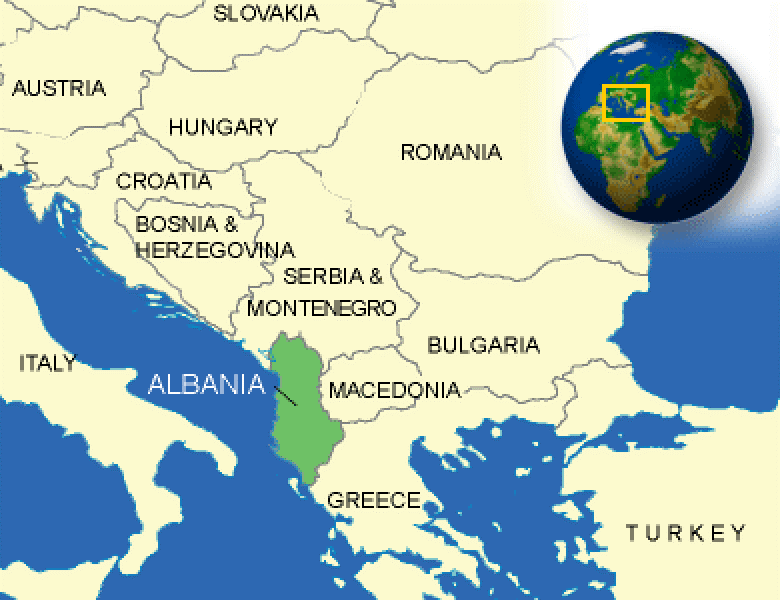 SLOVAKIA
AUSTRIA
HUNGARY
ROMANIA
CROATIA
BOSNIA &
HERZEGOVINA
SERBIA &
MONTENEGRO
BULGARIA
ITALY
ALBANIA
MACEDONIA
GREECE
TURKEY